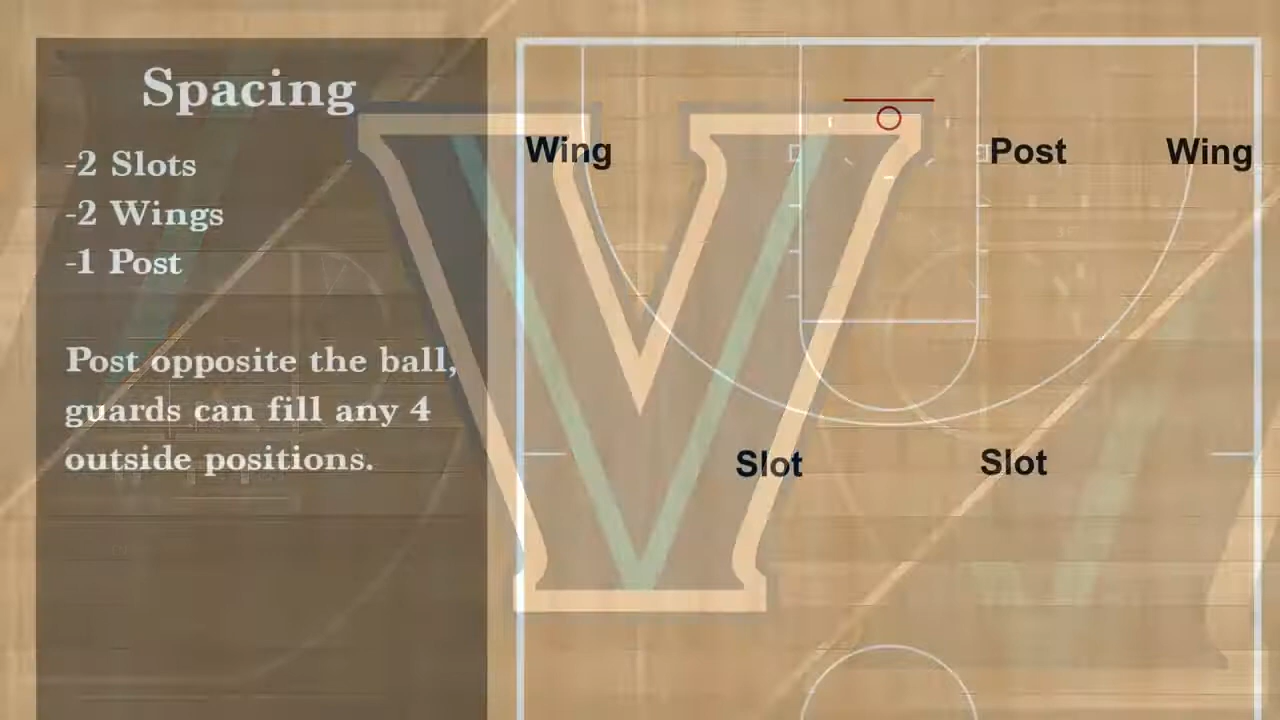 Spacing
-2 Slots
-2 Wings
-1 Post
Post opposite the ball,
guards can fill any 4
outside positions.
Wing
Post
Wing
Slot
Slot
V